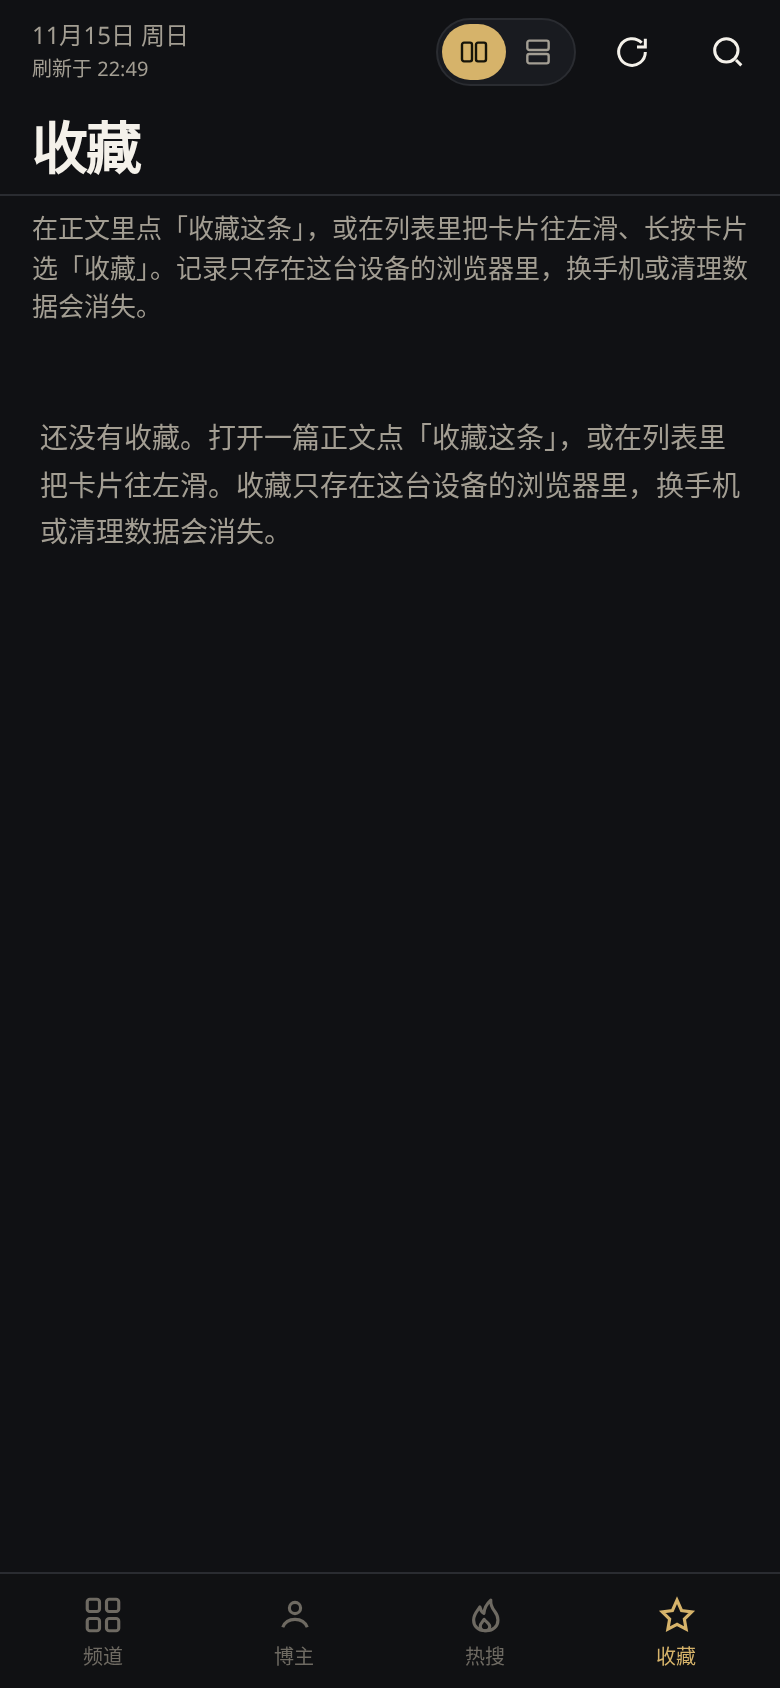 11月15日 周日
刷新于 22:49
收藏
在正文里点「收藏这条」，或在列表里把卡片往左滑、长按卡片
选「收藏」。记录只存在这台设备的浏览器里，换手机或清理数
据会消失。
还没有收藏。打开一篇正文点「收藏这条」，或在列表里
把卡片往左滑。收藏只存在这台设备的浏览器里，换手机
或清理数据会消失。
频道
博主
热搜
收藏